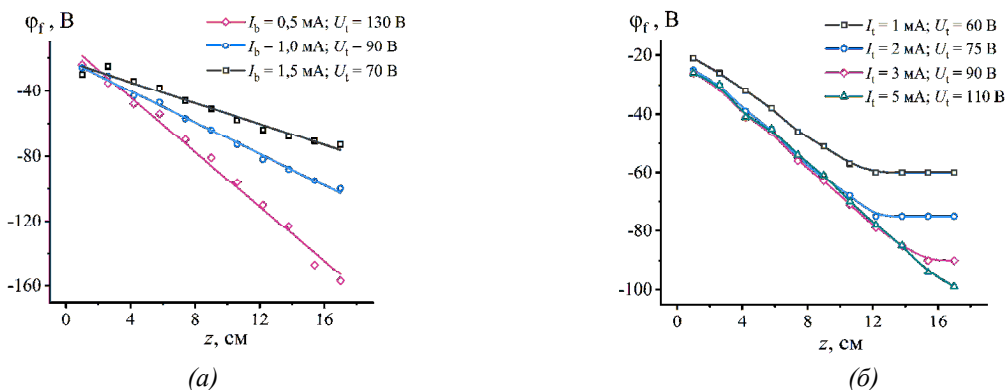 φf, В
Ib = 0,5 мА; Ut = 130 В
Ib – 1,0 мА; Ut – 90 В
Ib = 1,5 мА; Ut = 70 В
-40
-80
-120
-160
0 4 8 12 16
z, см
(а)
φf, В
It = 1 мА; Ut = 60 В
It = 2 мА; Ut = 75 В
It = 3 мА; Ut = 90 В
It = 5 мА; Ut = 110 В
-20
-40
-60
-80
-100
0 4 8 12 16
z, см
(б)